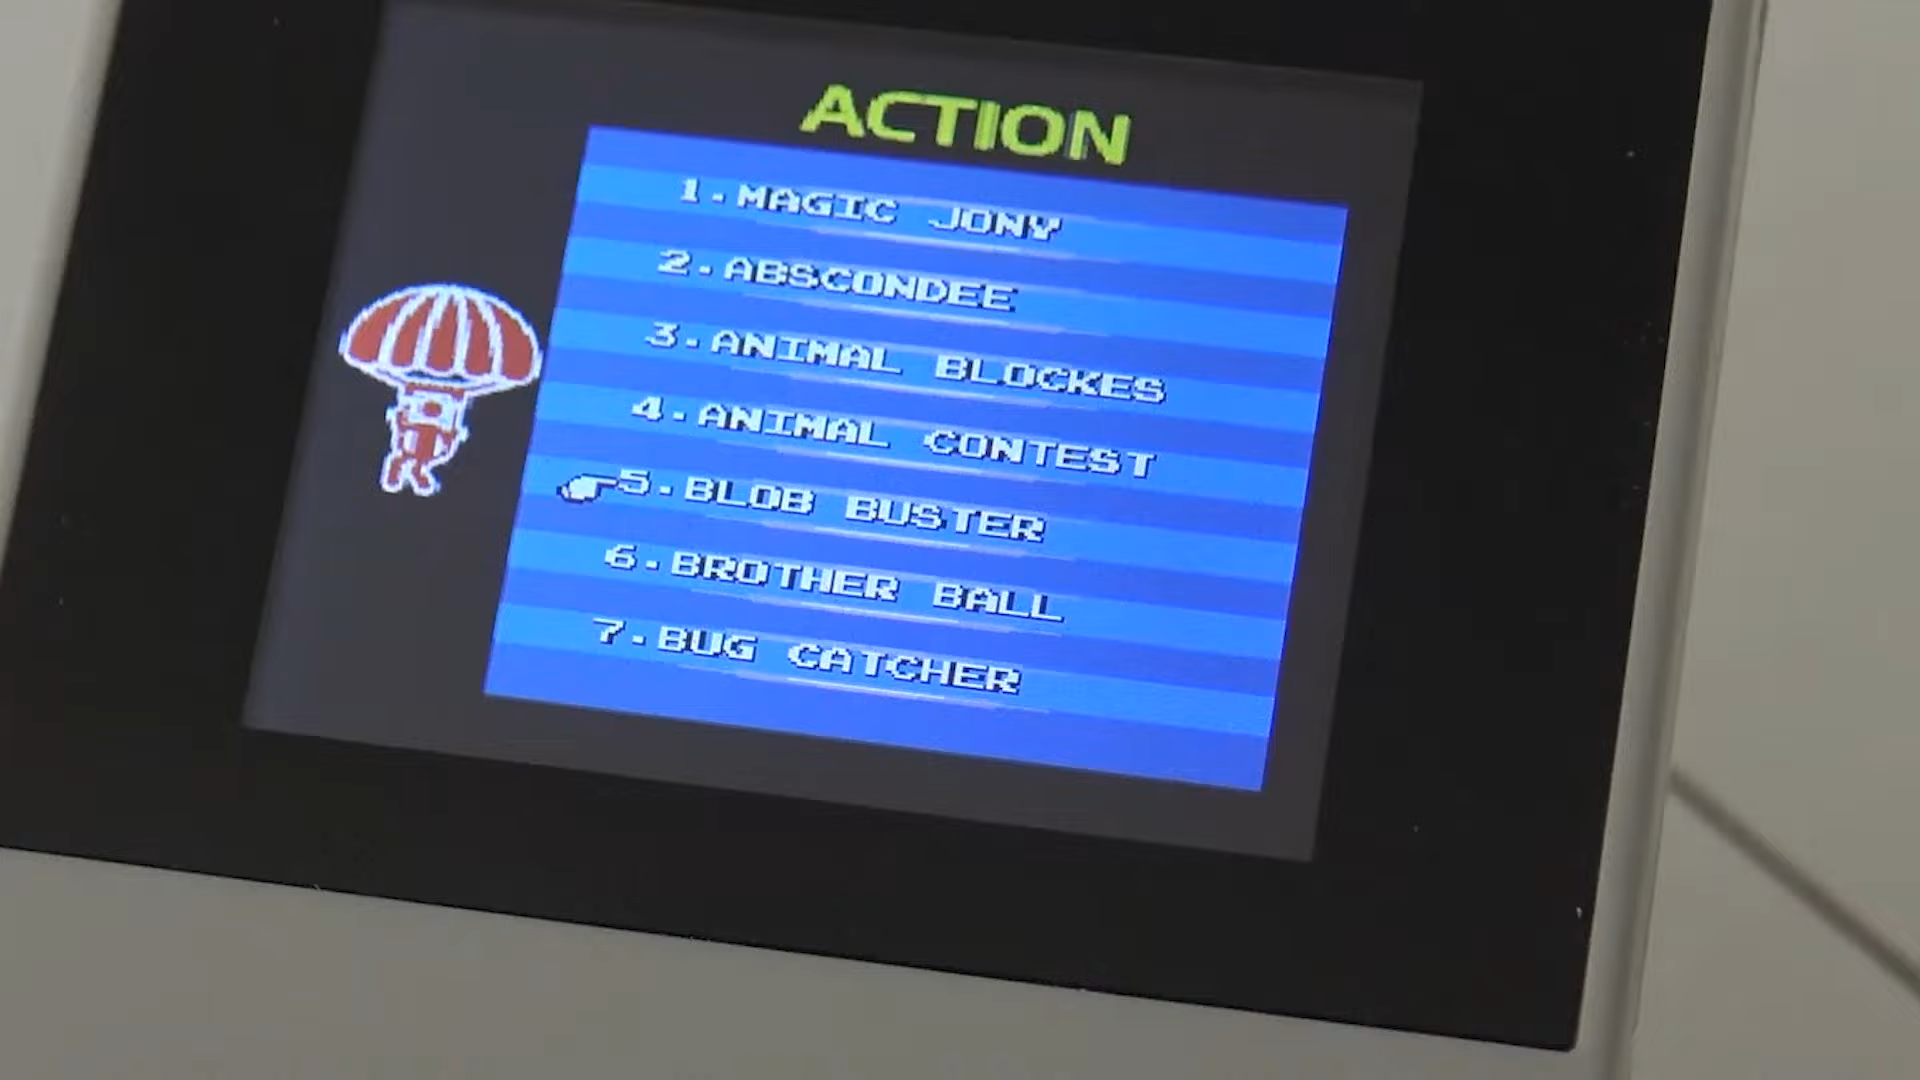 ACTION
1.MAGIC JONY
2.ABSCONDEE
3.ANIMAL BLOCKES
4.ANIMAL CONTEST
5.BLOB BUSTER
6.BROTHER BALL
7.BUG CATCHER